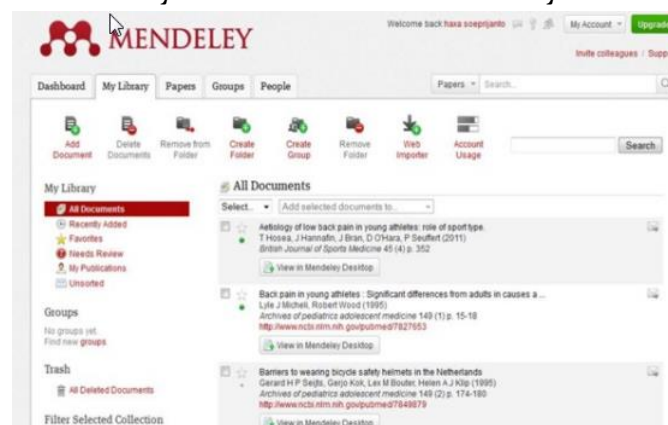 MENDELEY
Welcome back haxa soeprijanto
My Account
Upgrade
Invite colleagues / Supp
Dashboard My Library Papers Groups People
Papers Search...
Add Document
Delete Documents
Remove from Folder
Create Folder
Create Group
Remove Folder
Web Importer
Account Usage
Search
My Library
All Documents
Recently Added
Favorites
Needs Review
My Publications
Unsorted
Groups
No groups yet.
Find new groups
Trash
All Deleted Documents
Filter Selected Collection
All Documents
Select.. Add selected documents to..
Aetiology of low back pain in young athletes: role of sport type.
T Hosea, J Hannafin, J Bran, D O'Hara, P Seuffert (2011)
British Journal of Sports Medicine 45 (4) p. 352
View in Mendeley Desktop
Back pain in young athletes : Significant differences from adults in causes a ...
Lyle J Micheli, Robert Wood (1995)
Archives of pediatrics adolescent medicine 149 (1) p. 15-18
http://www.ncbi.nlm.nih.gov/pubmed/7827653
View in Mendeley Desktop
Barriers to wearing bicycle safety helmets in the Netherlands
Gerard H P Seijts, Gerjo Kok, Lex M Bouter, Helen A J Klip (1995)
Archives of pediatrics adolescent medicine 149 (2) p. 174-180
http://www.ncbi.nlm.nih.gov/pubmed/7849879
View in Mendeley Desktop